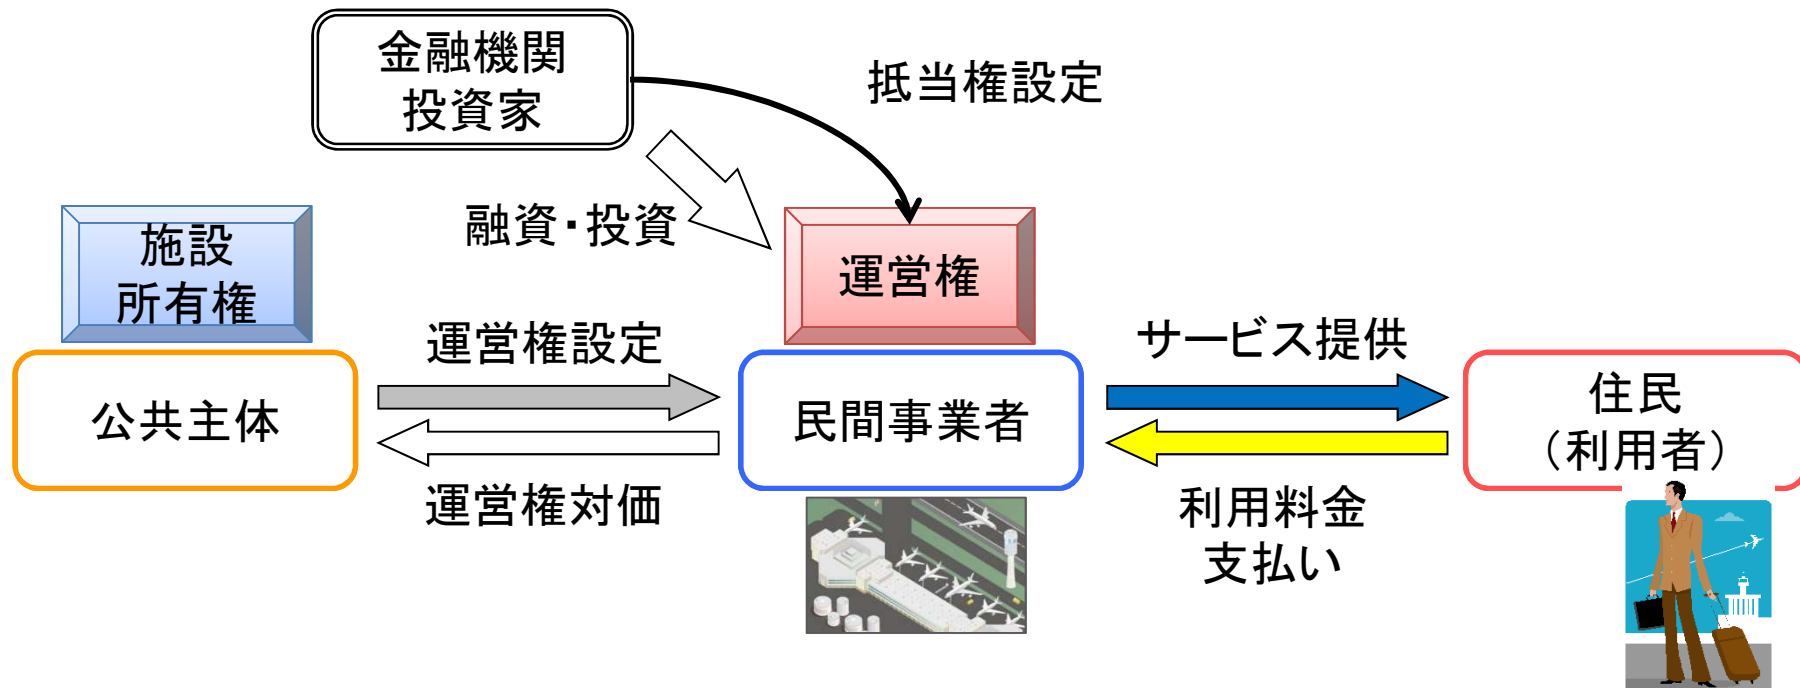 金融機関
投資家
抵当権設定
融資・投資
施設
所有権
運営権
運営権設定
サービス提供
公共主体
民間事業者
住民
（利用者）
運営権対価
利用料金
支払い